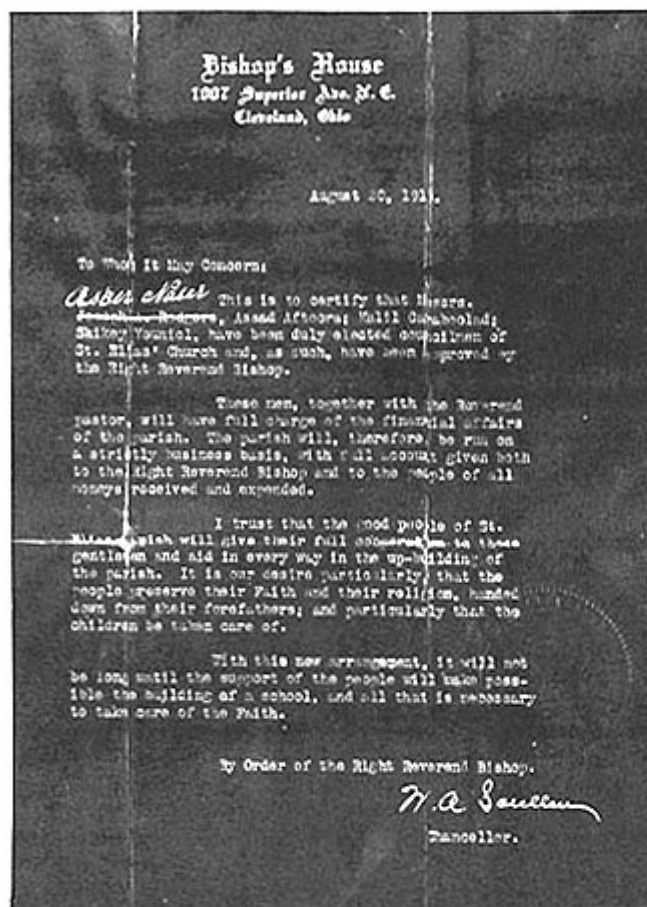 Bishop's House
1007 Superior Ave. N. E.
Cleveland, Ohio
August 20, 191
To Whom It May Concern:
Asber Naser This is to certify that Messrs.
Rodgers, Asaad Aftoora; Kalil
Shikey Youniol, have been duly elected councilmen of
St. Elias' Church and, as such, have been approved by
the Right Reverend Bishop.
These men, together with the Reverend
pastor, will have full charge of the financial affairs
of the parish. The parish will, therefore, be run on
a strictly business basis, with full account given both
to the Right Reverend Bishop and to the people of all
moneys received and expended.
I trust that the good people of St.
Elias Parish will give their full cooperation to these
gentlemen and aid in every way in the up-building of
the parish. It is our desire particularly, that the
people preserve their Faith and their religion, handed
down from their forefathers; and particularly that the
children be taken care of.
With this new arrangement, it will not
be long until the support of the people will make poss-
ible the building of a school, and all that is necessary
to take care of the Faith.
By Order of the Right Reverend Bishop.
W. A.
Chancellor.